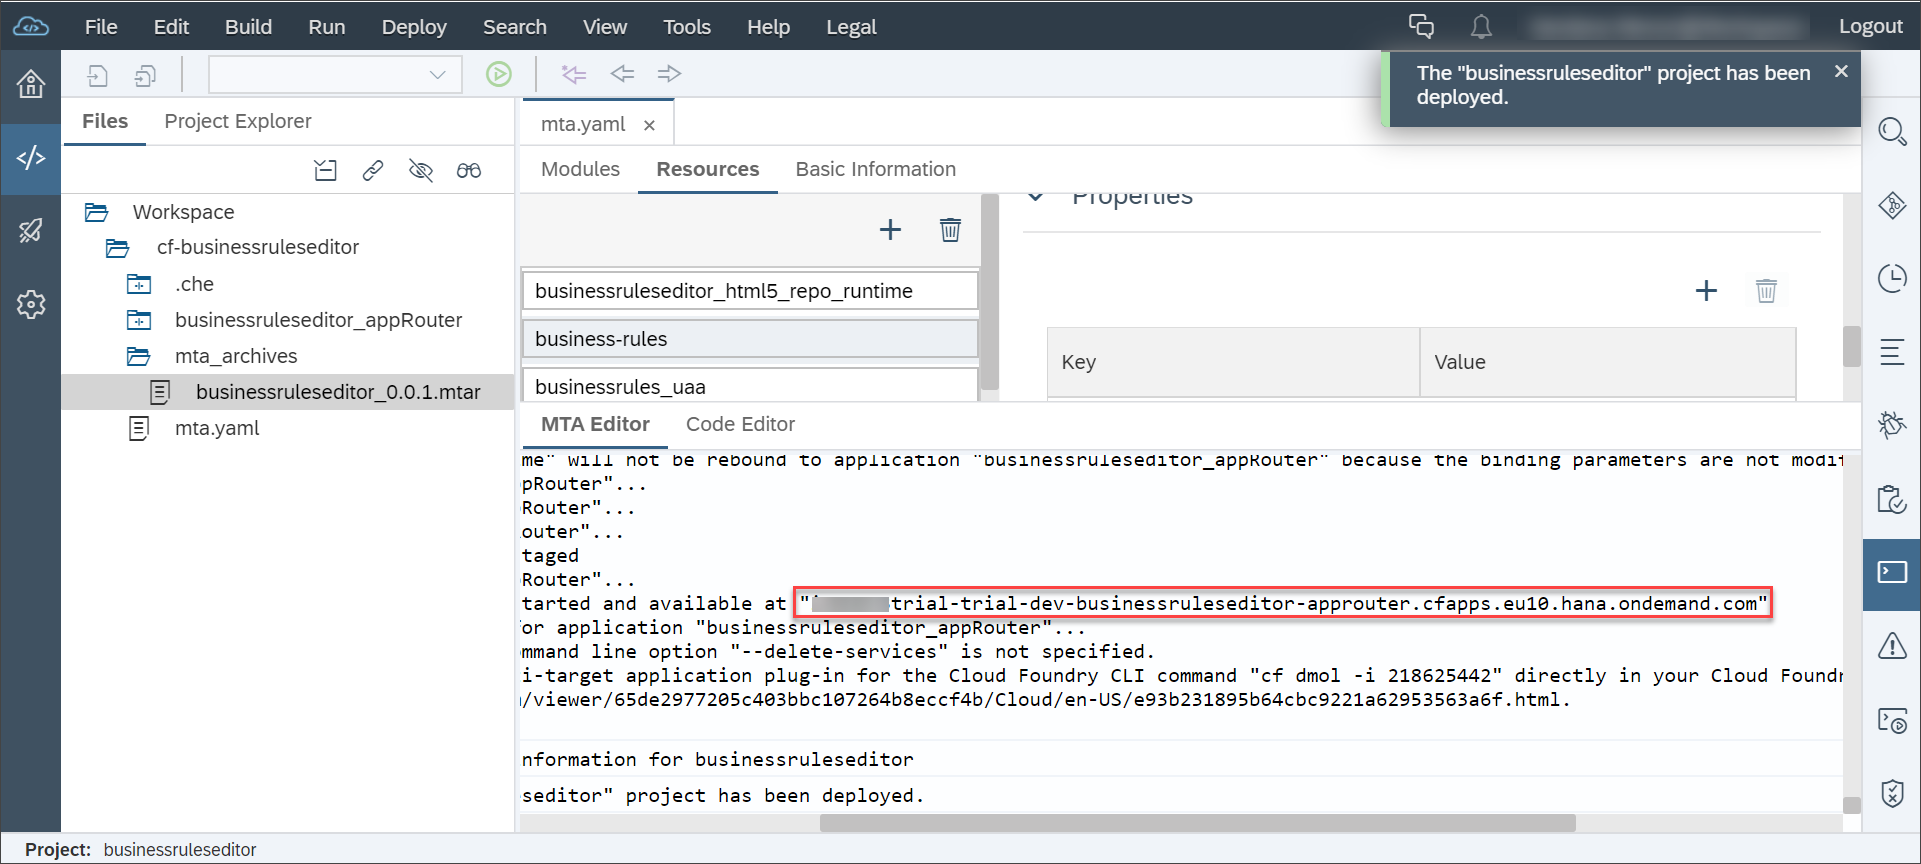 File Edit Build Run Deploy Search View Tools Help Legal Logout
The "businessruleseditor" project has been
deployed.
Files Project Explorer
mta.yaml
Modules Resources Basic Information
Workspace
cf-businessruleseditor
.che
businessruleseditor_appRouter
mta_archives
businessruleseditor_0.0.1.mtar
mta.yaml
businessruleseditor_html5_repo_runtime
business-rules
businessrules_uaa
Properties
Key Value
MTA Editor Code Editor
me" will not be rebound to application "businessruleseditor_appRouter" because the binding parameters are not modif
pRouter"...
Router"...
outer"...
taged
Router"...
tarted and available at "trial-trial-dev-businessruleseditor-approuter.cfapps.eu10.hana.ondemand.com"
for application "businessruleseditor_appRouter"...
ommand line option "--delete-services" is not specified.
i-target application plug-in for the Cloud Foundry CLI command "cf dmol -i 218625442" directly in your Cloud Foundr
/viewer/65de2977205c403bbc107264b8eccf4b/Cloud/en-US/e93b231895b64cbc9221a62953563a6f.html.
nformation for businessruleseditor
seditor" project has been deployed.
Project: businessruleseditor